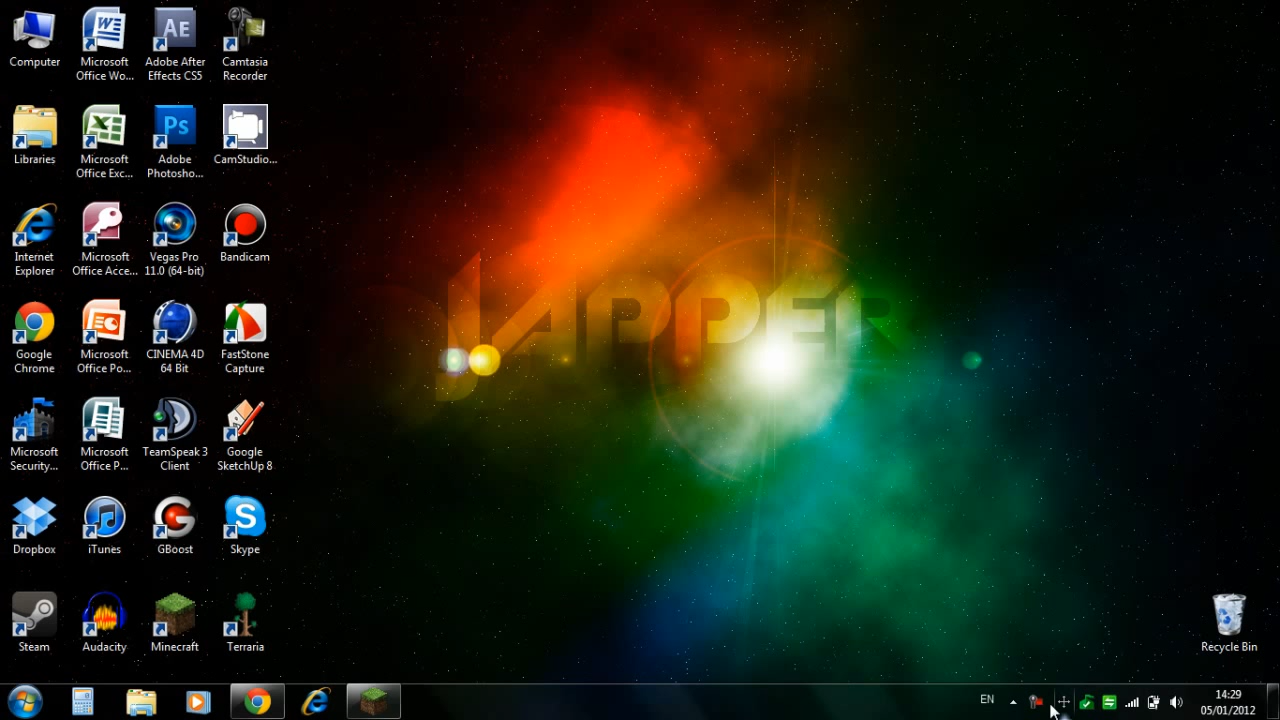 Computer
Microsoft
Office Wo...
Adobe After
Effects CS5
Camtasia
Recorder
Libraries
Microsoft
Office Exc...
Adobe
Photosho...
CamStudio...
Internet
Explorer
Microsoft
Office Acce...
Vegas Pro
11.0 (64-bit)
Bandicam
Google
Chrome
Microsoft
Office Po...
CINEMA 4D
64 Bit
FastStone
Capture
Microsoft
Security...
Microsoft
Office P...
TeamSpeak 3
Client
Google
SketchUp 8
Dropbox
iTunes
GBoost
Skype
Steam
Audacity
Minecraft
Terraria
Recycle Bin
EN
14:29
05/01/2012